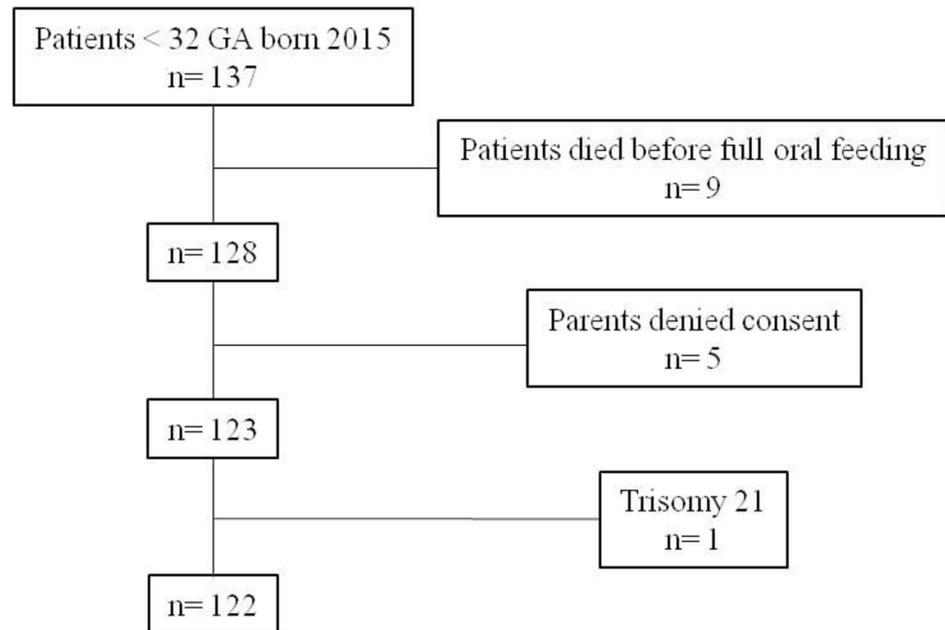 Patients < 32 GA born 2015
n= 137
Patients died before full oral feeding
n= 9
n= 128
Parents denied consent
n= 5
n= 123
Trisomy 21
n= 1
n= 122